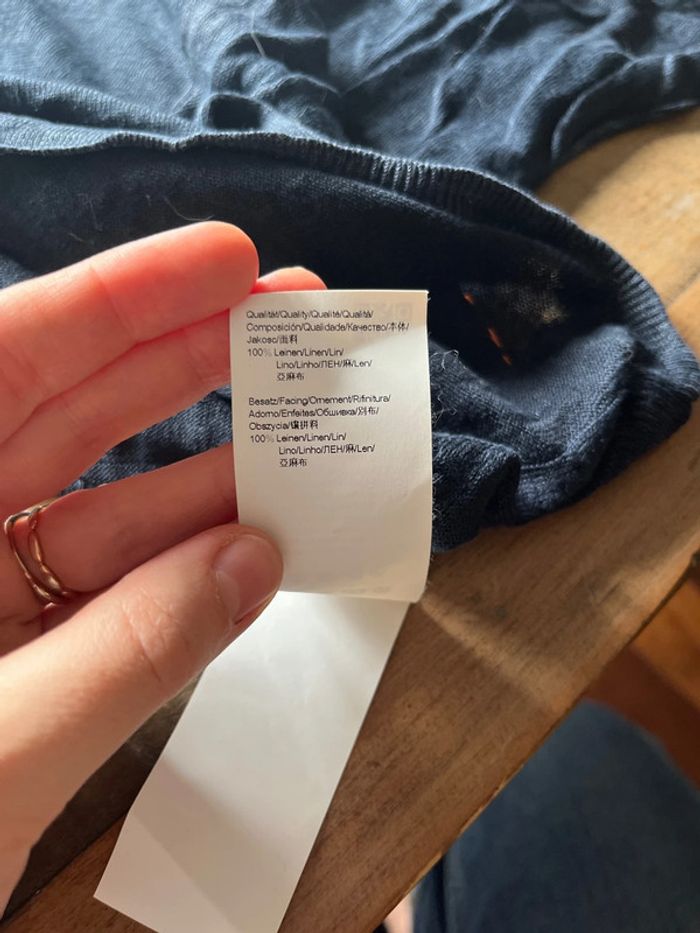 Qualität/Quality/Qualité/Qualità/
Composición/Qualidade/Качество/本体/
Jakosc/面料
100% Leinen/Linen/Lin/
Lino/Linho/ЛЕН/麻/Len/
亞麻布
Besatz/Facing/Ornement/Rifinitura/
Adorno/Enfeites/Обшивка/別布/
Obszycia/镶拼料
100% Leinen/Linen/Lin/
Lino/Linho/ЛЕН/麻/Len/
亞麻布